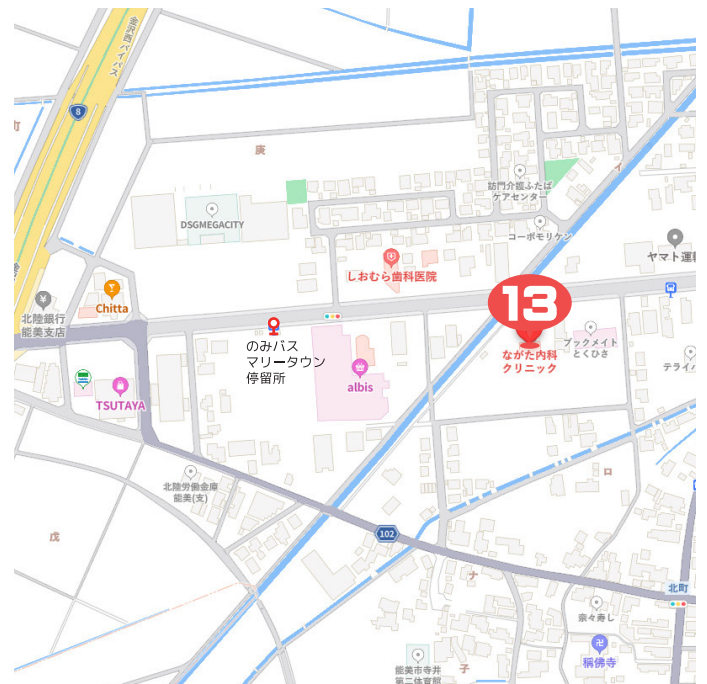 金沢西バイパス
8
町
庚
DSGMEGACITY
訪問介護ふたば
ケアセンター
イ
コーポモリケン
ヤマト運輸
しおむら歯科医院
Chitta
北陸銀行
能美支店
のみバス
マリータウン
停留所
13
ながた内科
クリニック
ブックメイト
とくひさ
テライ
albis
TSUTAYA
北陸労働金庫
能美(支)
戊
102
ロ
ナ
北町
奈々寿し
稱佛寺
能美市寺井
第二体育館
子